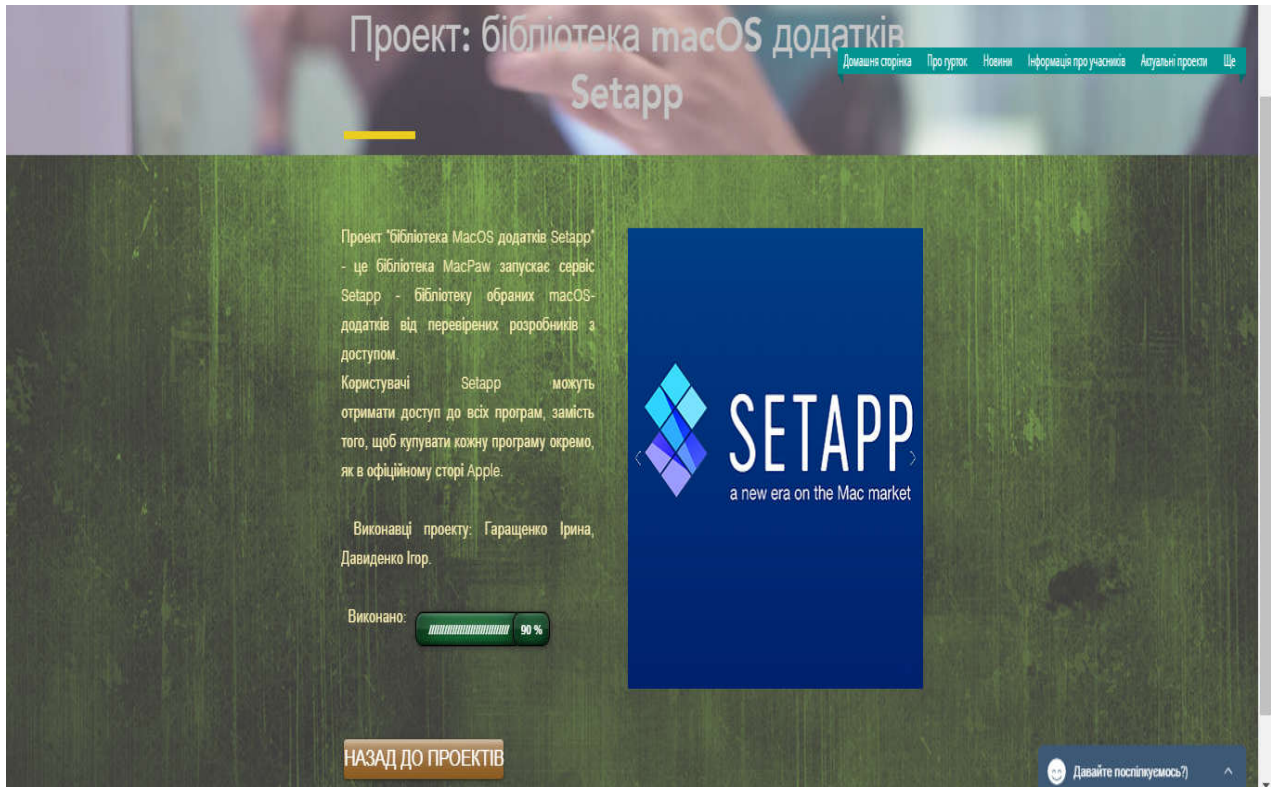 Проект: бібліотека macOS додатків
Setapp
Домашня сторінка Про гурток Новини Інформація про учасників Актуальні проекти Ще
Проект "бібліотека MacOS додатків Setapp"
- це бібліотека MacPaw запускає сервіс
Setapp - бібліотеку обраних macOS-
додатків від перевірених розробників з
доступом.
Користувачі Setapp можуть
отримати доступ до всіх програм, замість
того, щоб купувати кожну програму окремо,
як в офіційному сторі Apple.
Виконавці проекту: Гаращенко Ірина,
Давиденко Ігор.
Виконано: 90 %
SETAPP
a new era on the Mac market
НАЗАД ДО ПРОЕКТІВ
Давайте поспілкуємось?)